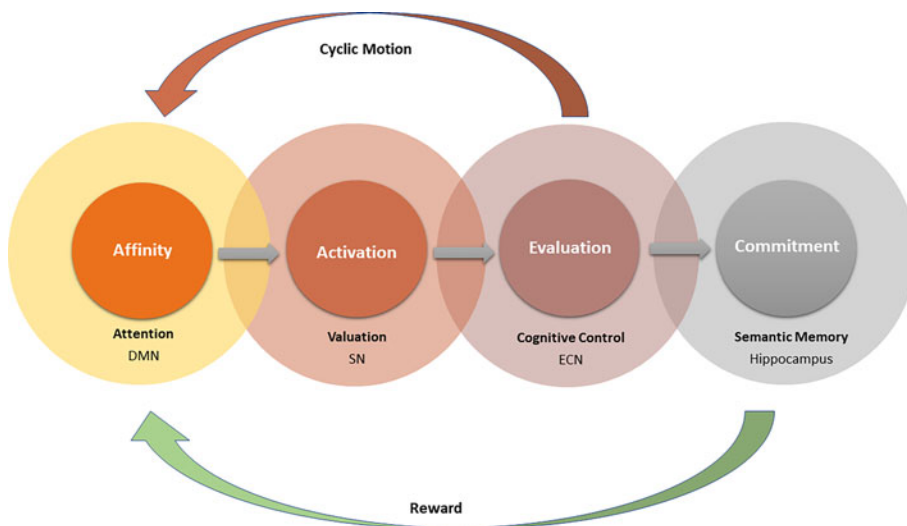 Cyclic Motion
Affinity
Activation
Evaluation
Commitment
Attention
DMN
Valuation
SN
Cognitive Control
ECN
Semantic Memory
Hippocampus
Reward